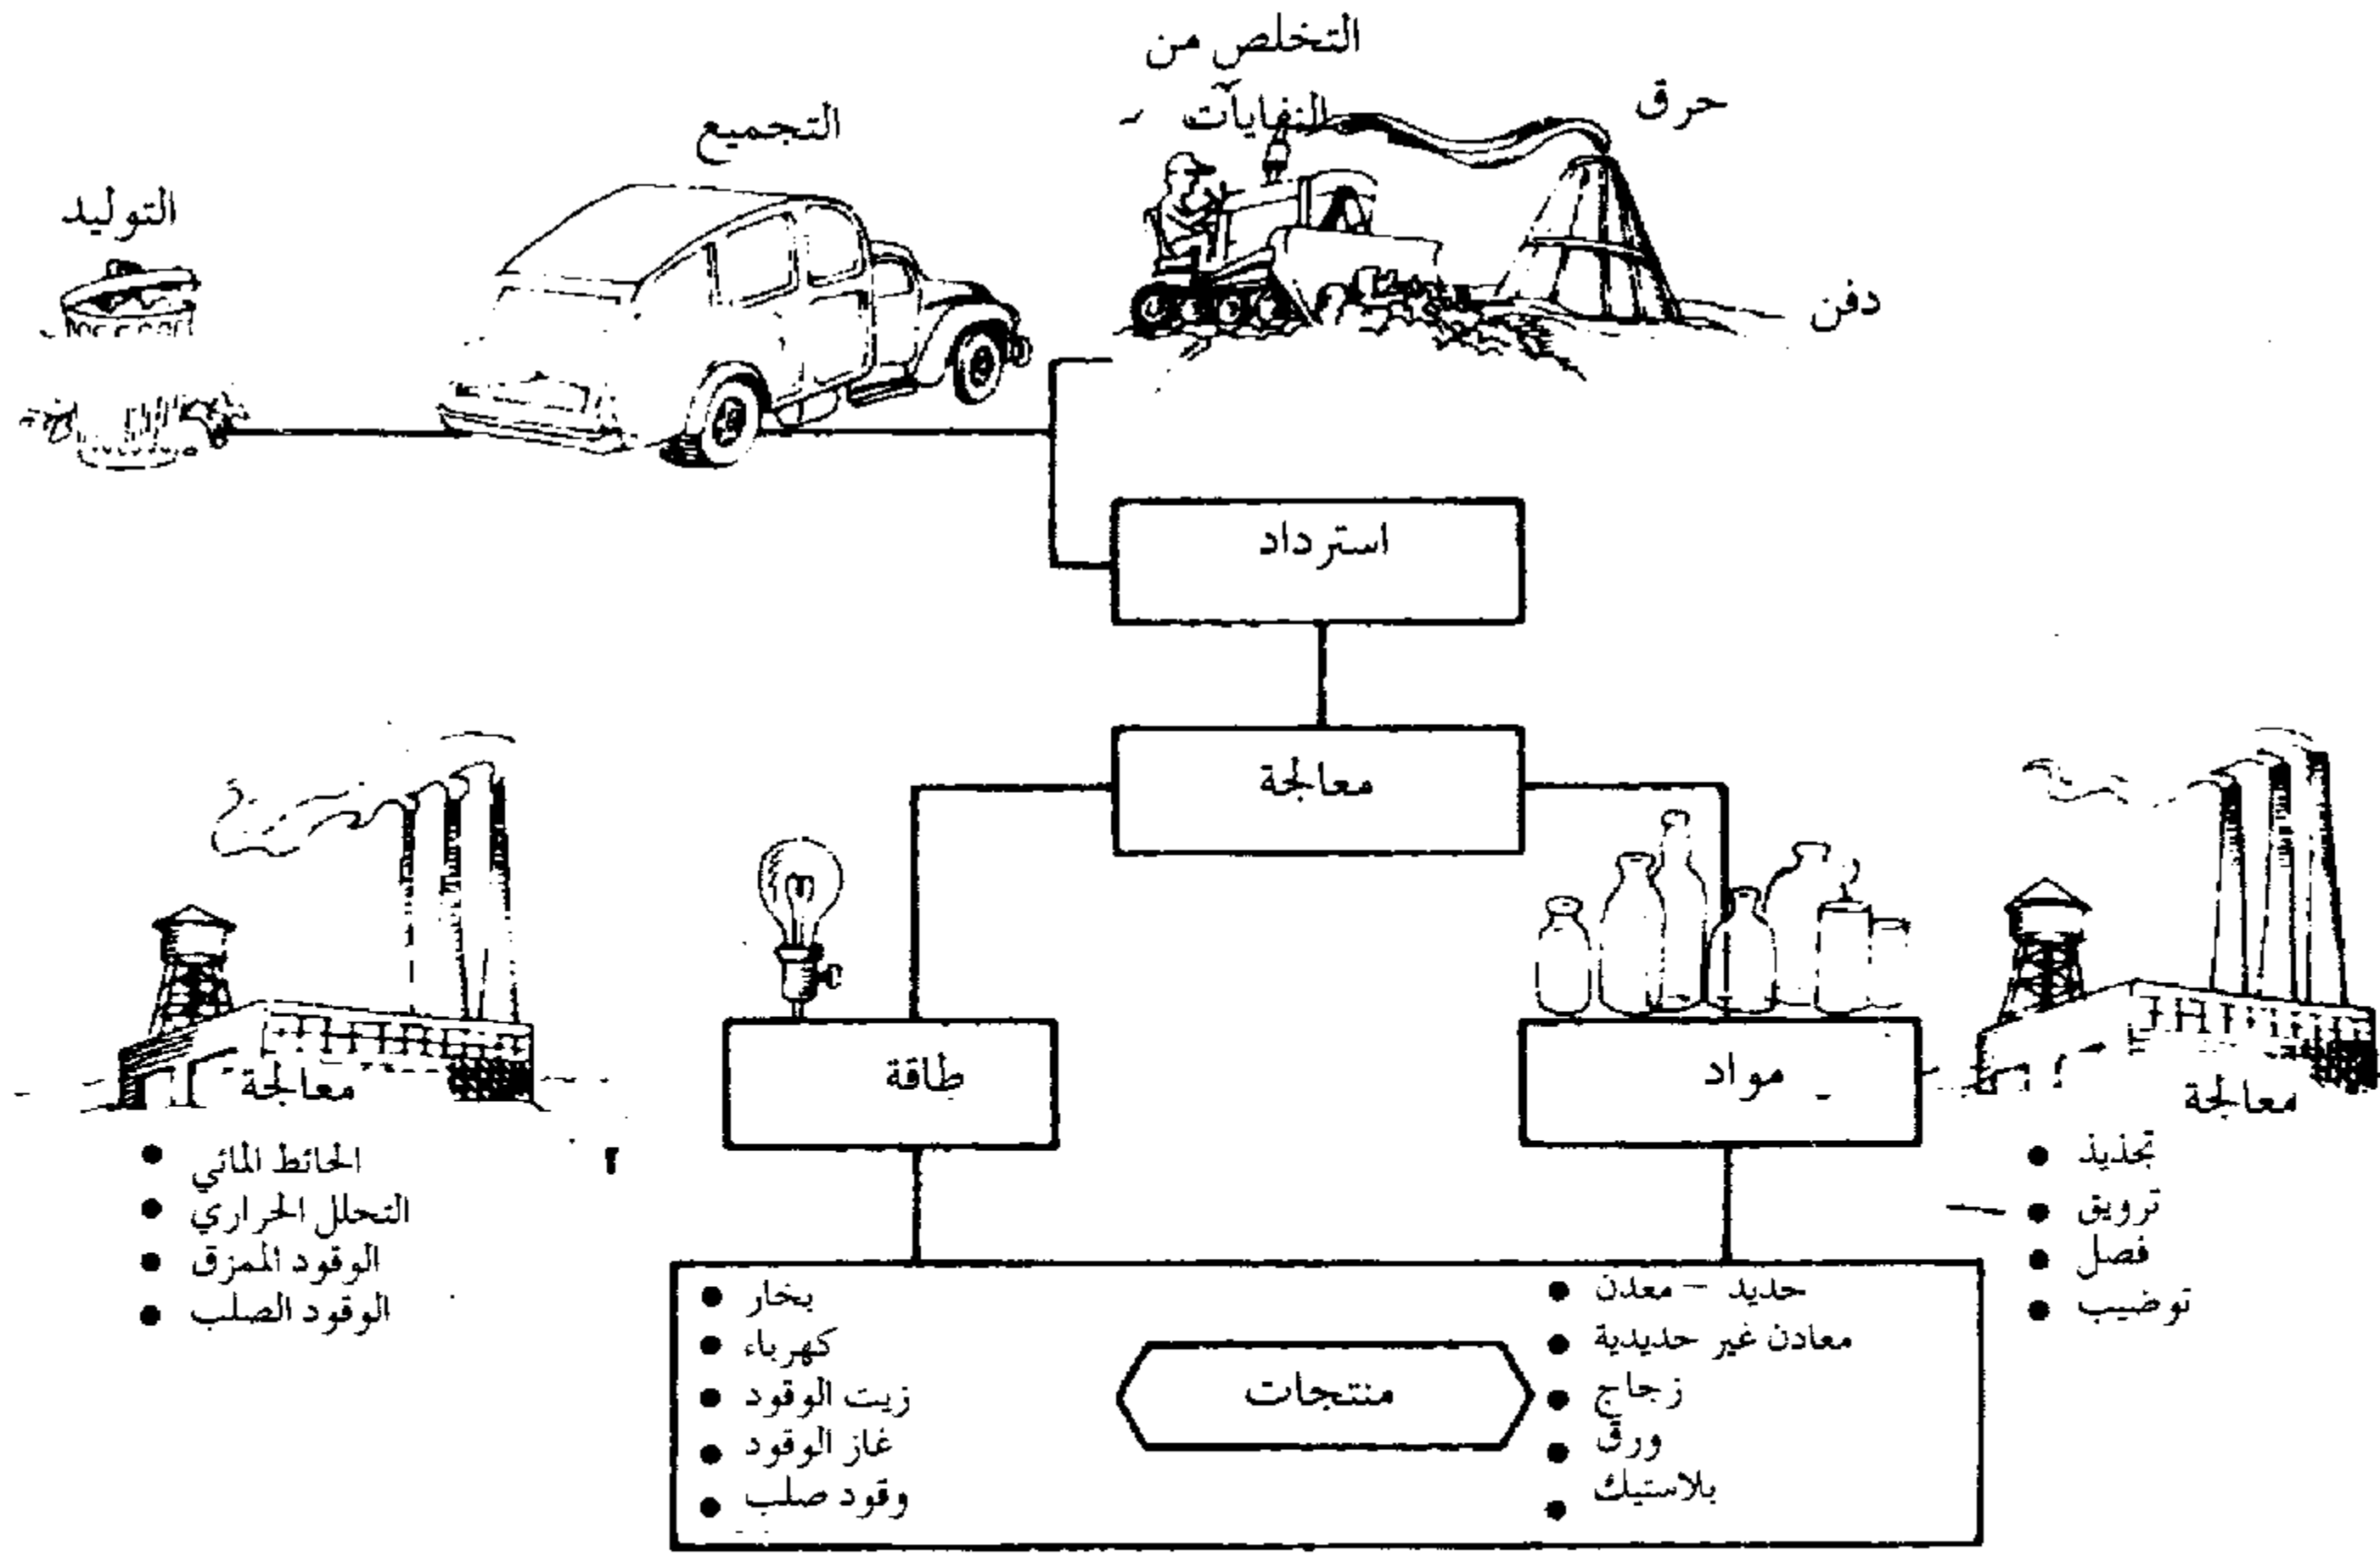 التخلص من
النفايات
حرق
دفن
التجميع
التوليد
استرداد
معالجة
طاقة
مواد
معالجة
• تجذيذ
• ترويق
• فصل
• توضيب
معالجة
• الحائط المائي
• التحلل الحراري
• الوقود الممزق
• الوقود الصلب
منتجات
• حديد – معدن
• معادن غير حديدية
• زجاج
• ورق
• بلاستيك
• بخار
• كهرباء
• زيت الوقود
• غاز الوقود
• وقود صلب